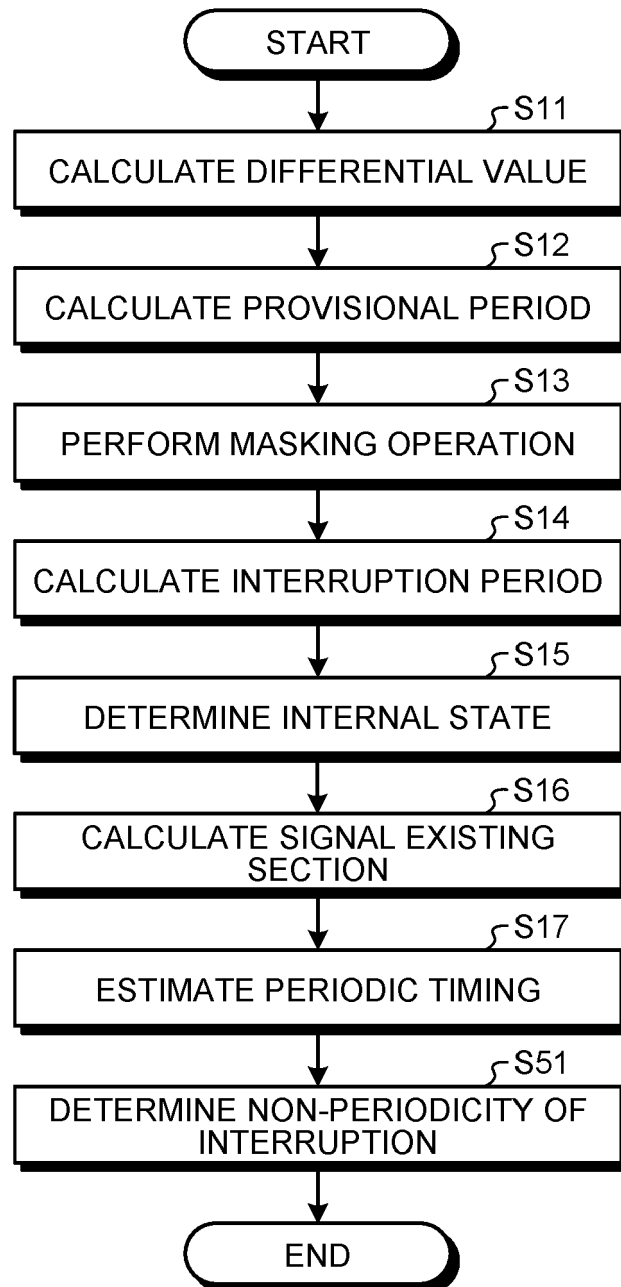 START
S11
CALCULATE DIFFERENTIAL VALUE
S12
CALCULATE PROVISIONAL PERIOD
S13
PERFORM MASKING OPERATION
S14
CALCULATE INTERRUPTION PERIOD
S15
DETERMINE INTERNAL STATE
S16
CALCULATE SIGNAL EXISTING
SECTION
S17
ESTIMATE PERIODIC TIMING
S51
DETERMINE NON-PERIODICITY OF
INTERRUPTION
END